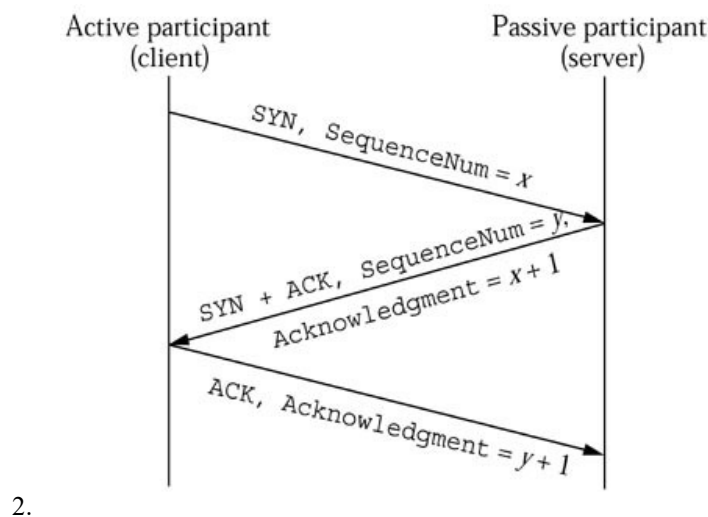 Active participant
(client)
Passive participant
(server)
SYN, SequenceNum = x
SYN + ACK, SequenceNum = y,
Acknowledgment = x + 1
ACK, Acknowledgment = y + 1
2.